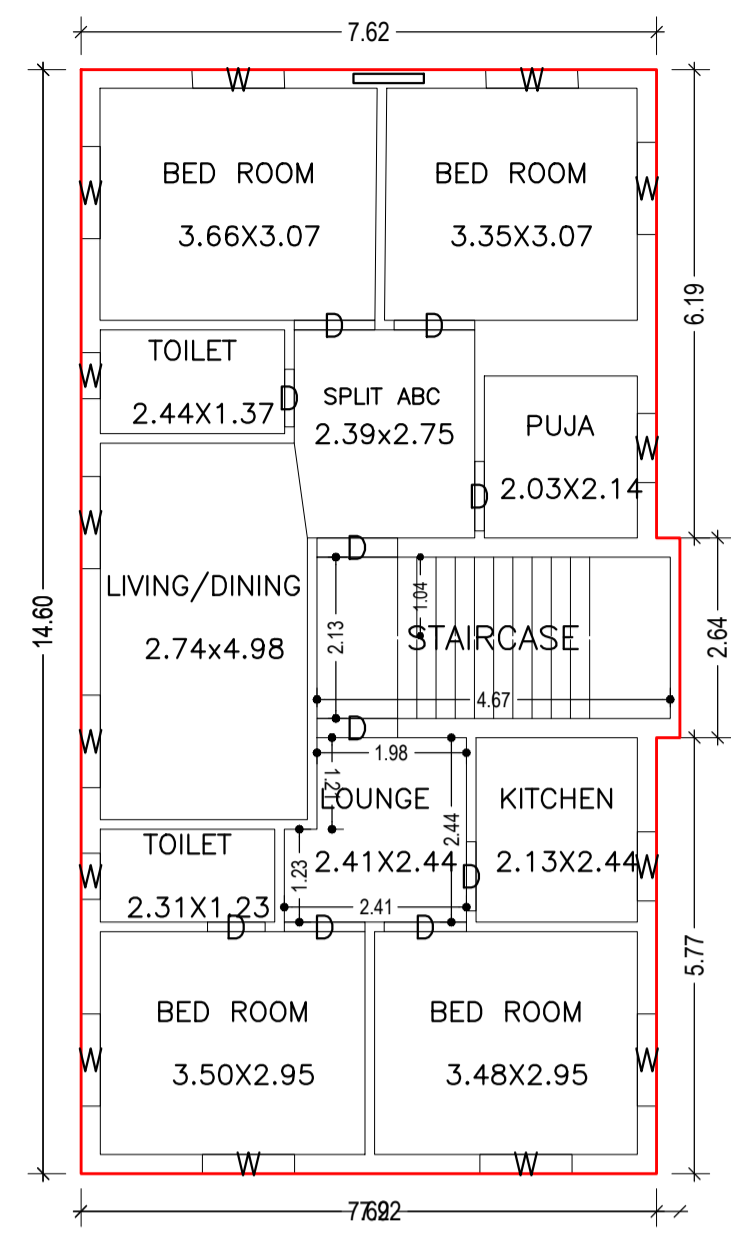 7.62
W
W
BED ROOM
3.66X3.07
BED ROOM
3.35X3.07
W
W
6.19
D
D
TOILET
2.44X1.37
W
D
SPLIT ABC
2.39x2.75
PUJA
2.03X2.14
W
D
W
D
LIVING/DINING
2.74x4.98
14.60
2.13
1.04
STAIRCASE
4.67
2.64
W
D
1.98
1.21
LOUNGE
2.41X2.44
2.44
1.23
2.41
KITCHEN
2.13X2.44
W
D
TOILET
2.31X1.23
W
D
D
D
5.77
BED ROOM
3.50X2.95
BED ROOM
3.48X2.95
W
W
W
W
7.62
7.92